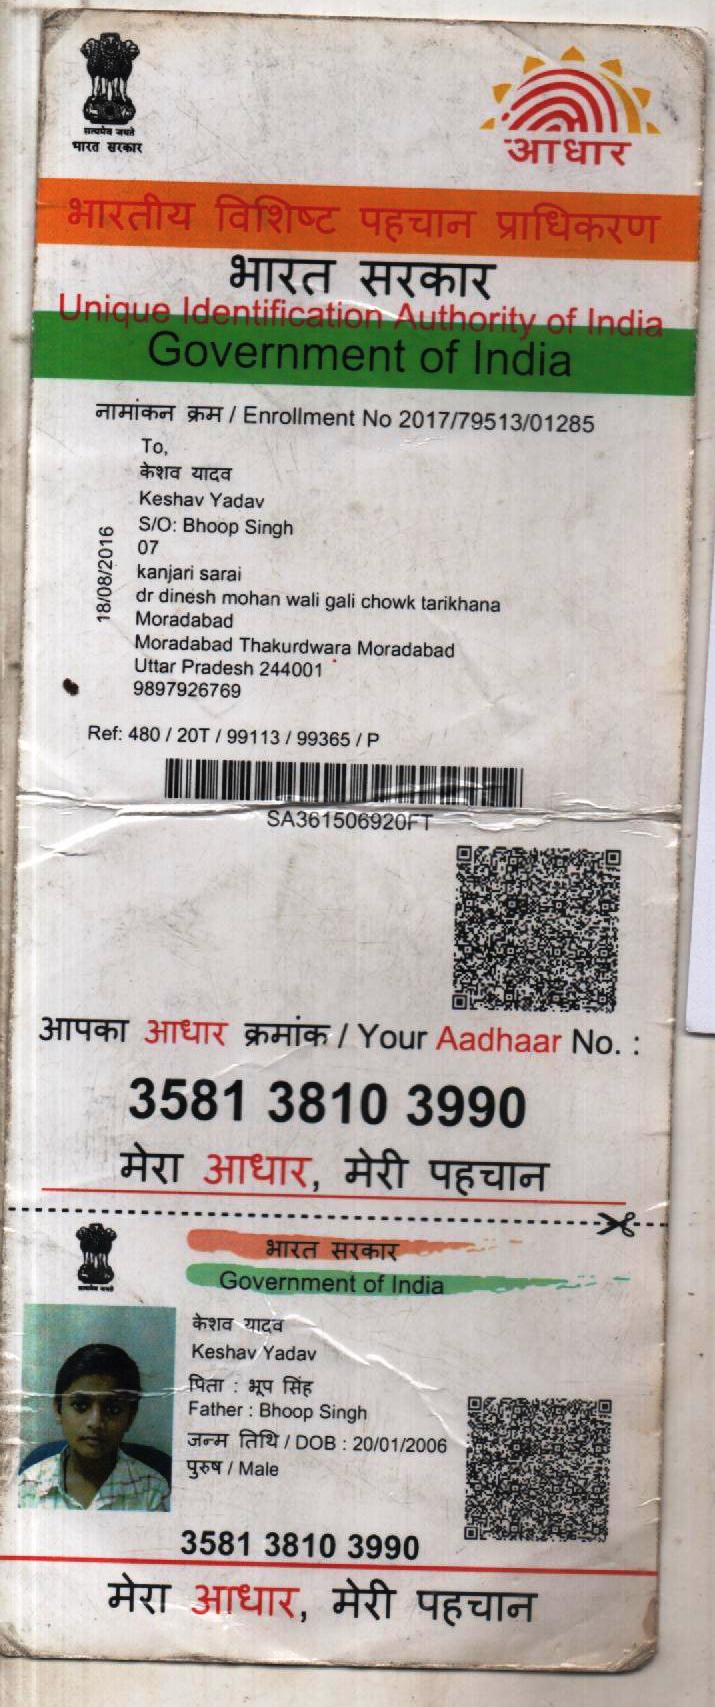 सत्यमेव जयते
भारत सरकार
आधार
भारतीय विशिष्ट पहचान प्राधिकरण
भारत सरकार
Unique Identification Authority of India
Government of India
नामांकन क्रम / Enrollment No 2017/79513/01285
To,
केशव यादव
Keshav Yadav
S/O: Bhoop Singh
07
kanjari sarai
dr dinesh mohan wali gali chowk tarikhana
Moradabad
Moradabad Thakurdwara Moradabad
Uttar Pradesh 244001
9897926769
18/08/2016
Ref: 480 / 20T / 99113 / 99365 / P
SA361506920FT
आपका आधार क्रमांक / Your Aadhaar No. :
3581 3810 3990
मेरा आधार, मेरी पहचान
भारत सरकार
Government of India
केशव यादव
Keshav Yadav
पिता : भूप सिंह
Father : Bhoop Singh
जन्म तिथि / DOB : 20/01/2006
पुरुष / Male
3581 3810 3990
मेरा आधार, मेरी पहचान